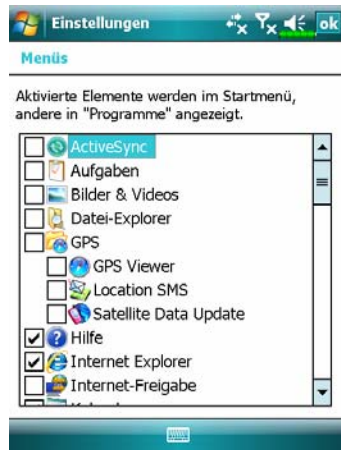 Einstellungen ok
Menüs
Aktivierte Elemente werden im Startmenü,
andere in "Programme" angezeigt.
ActiveSync
Aufgaben
Bilder & Videos
Datei-Explorer
GPS
GPS Viewer
Location SMS
Satellite Data Update
Hilfe
Internet Explorer
Internet-Freigabe